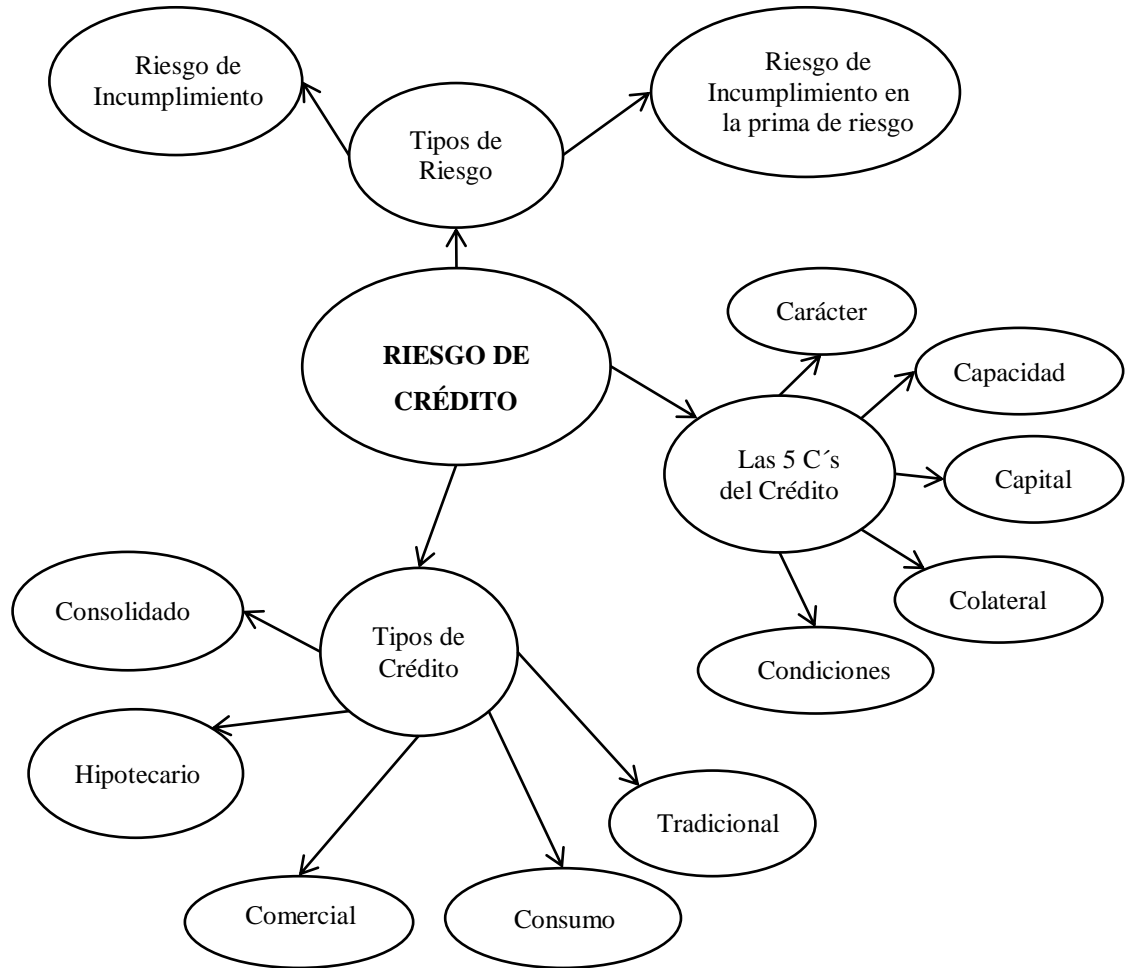 Riesgo de
Incumplimiento
Riesgo de
Incumplimiento en
la prima de riesgo
Tipos de
Riesgo
RIESGO DE
CRÉDITO
Carácter
Capacidad
Las 5 C´s
del Crédito
Capital
Colateral
Condiciones
Consolidado
Tipos de
Crédito
Hipotecario
Tradicional
Comercial
Consumo